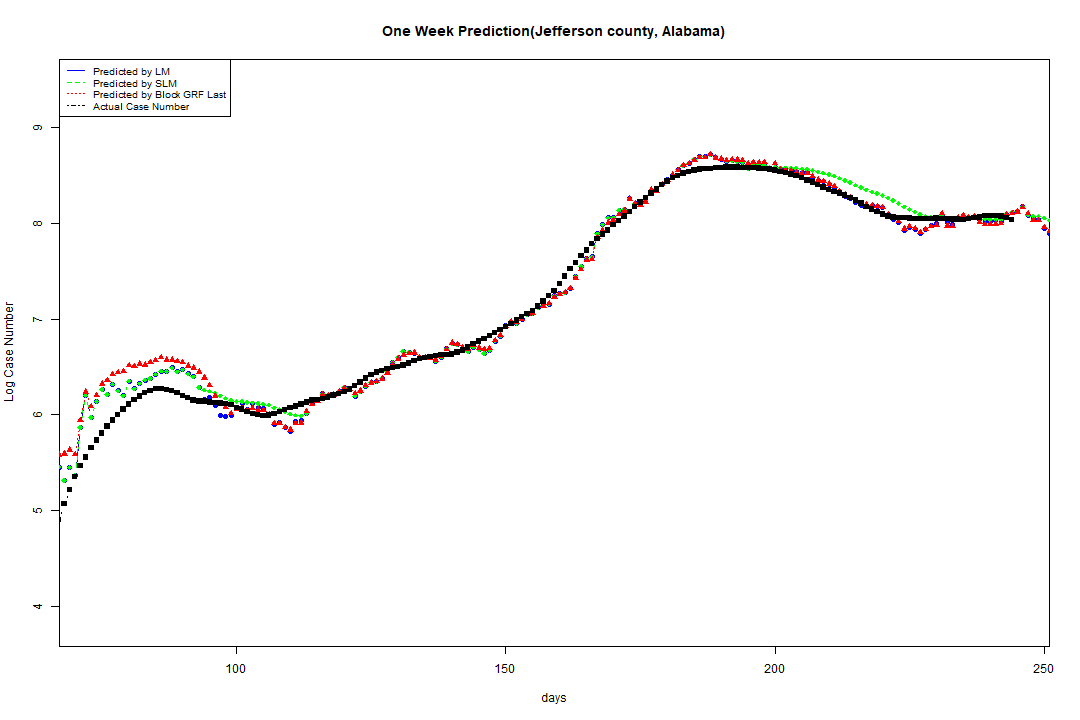 One Week Prediction(Jefferson county, Alabama)
Predicted by LM
Predicted by SLM
Predicted by Block GRF Last
Actual Case Number
9
8
7
6
5
4
Log Case Number
100 150 200 250
days